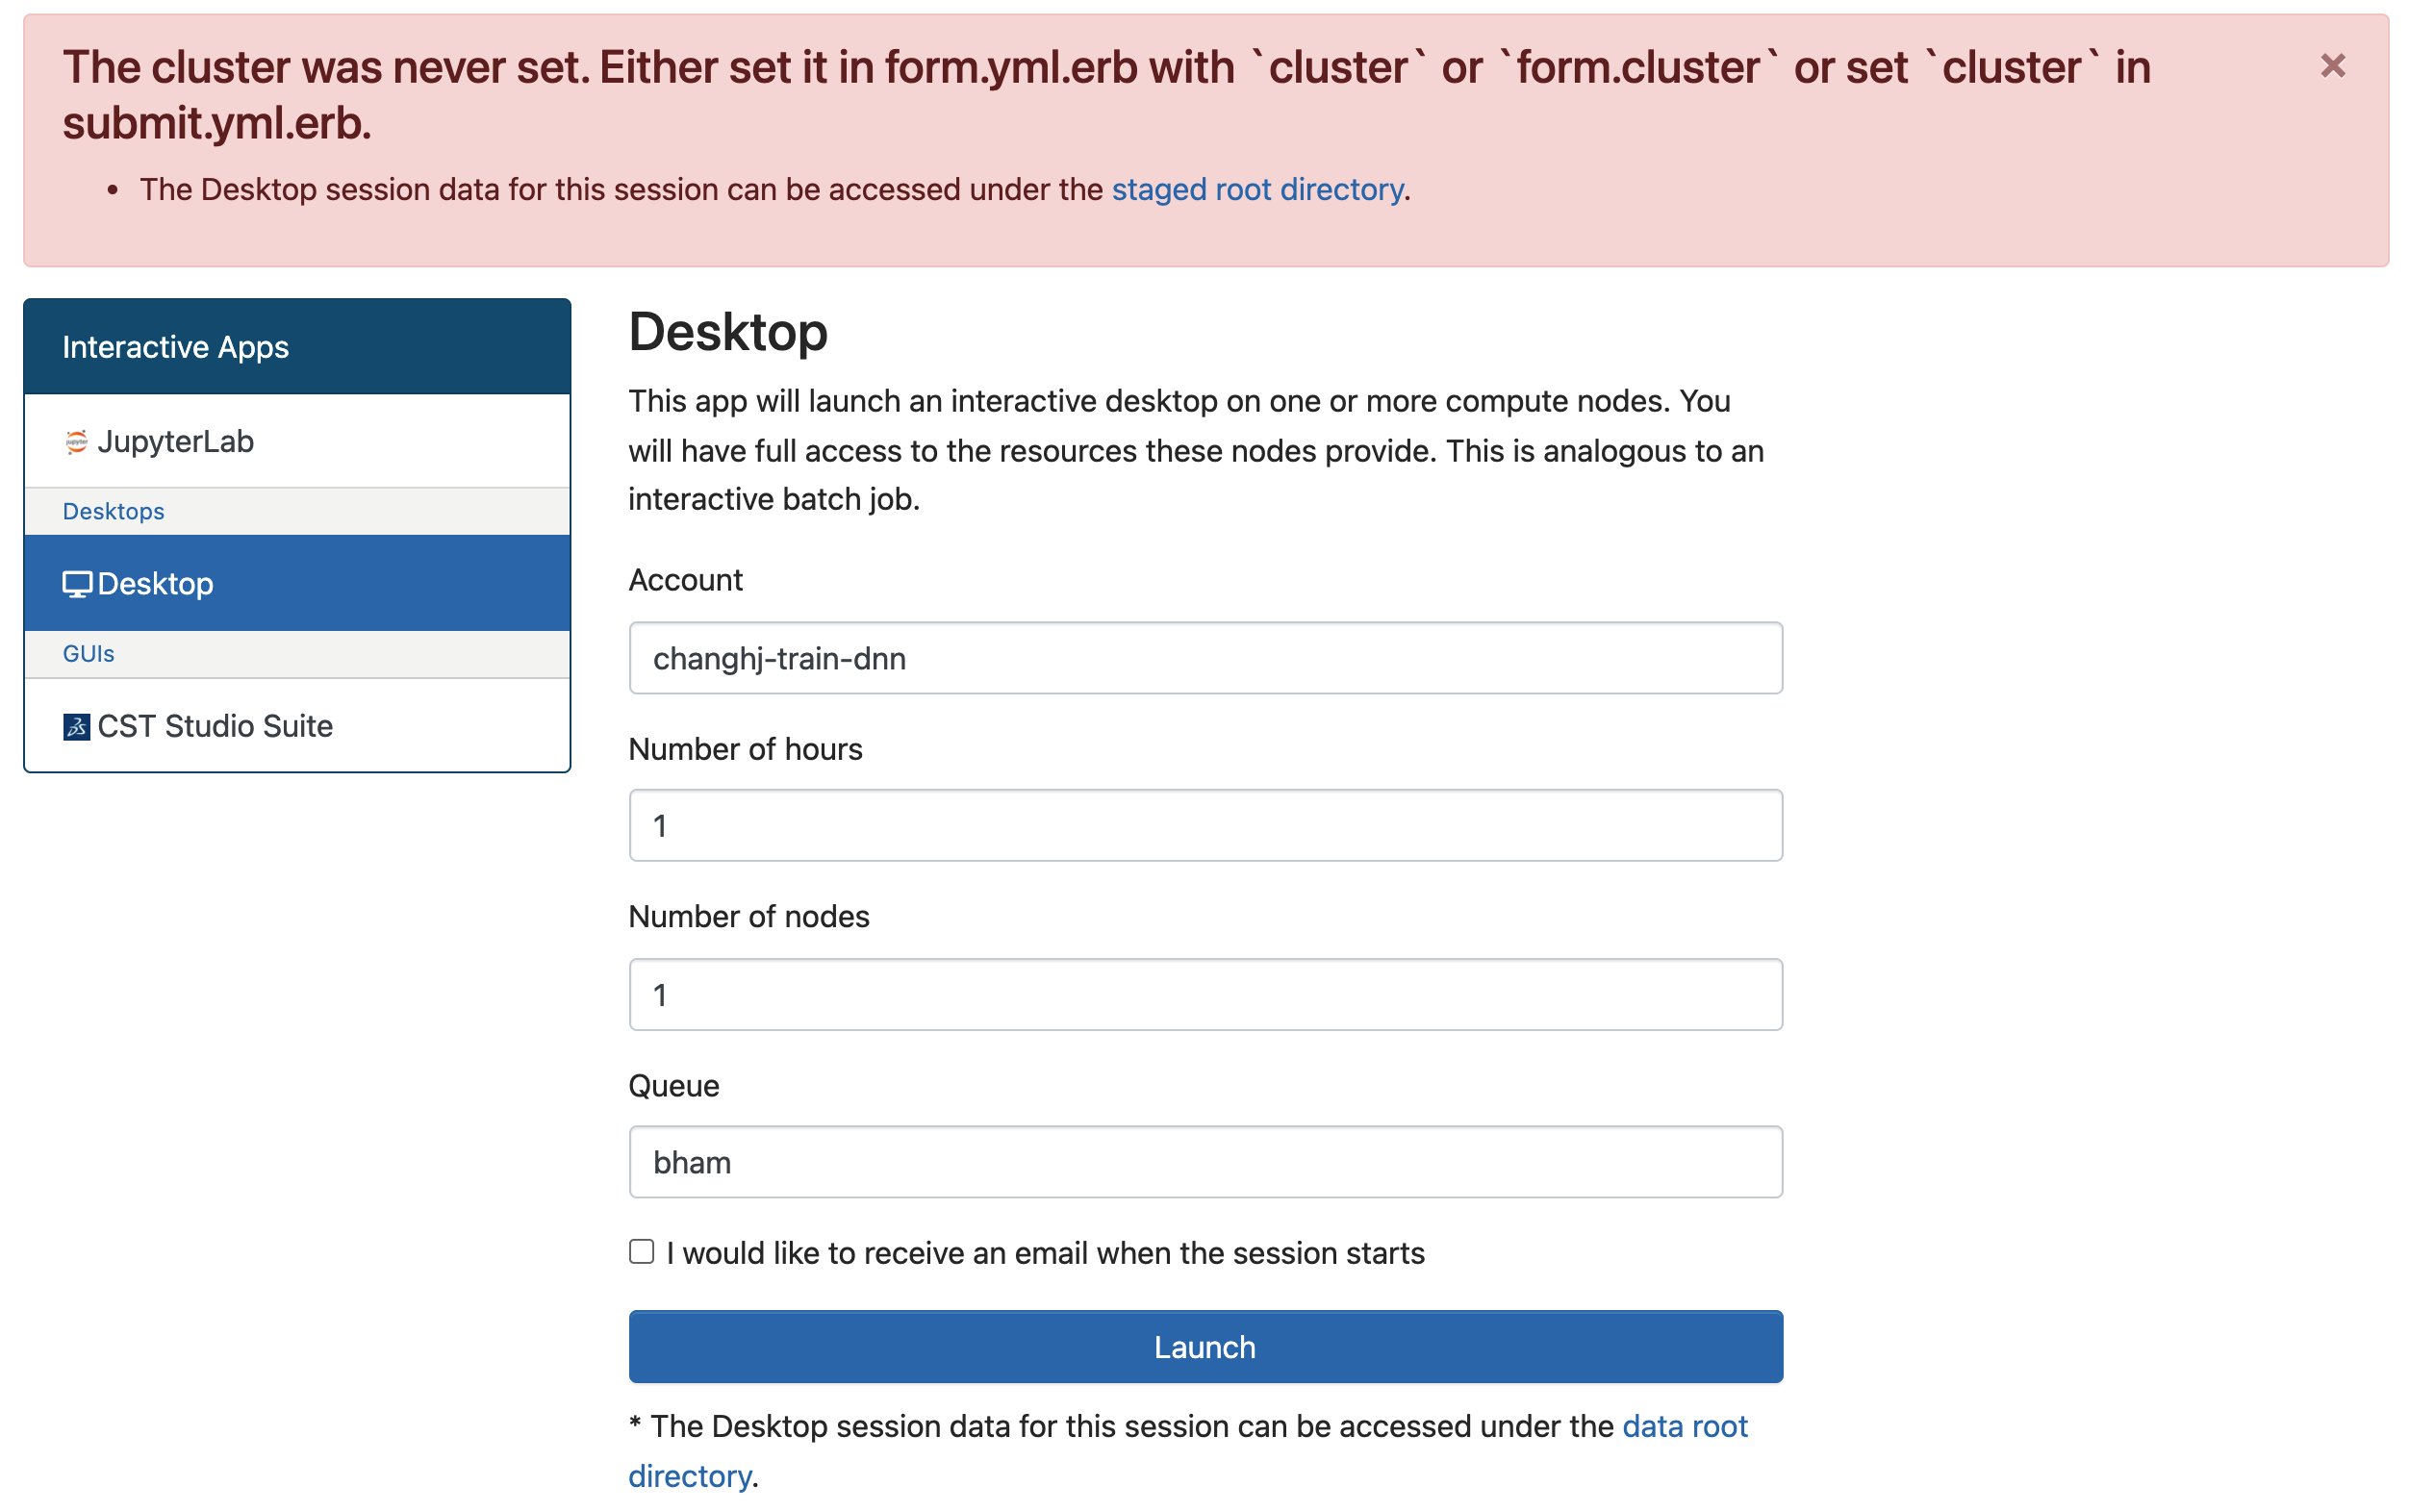 The cluster was never set. Either set it in form.yml.erb with `cluster` or `form.cluster` or set `cluster` in
submit.yml.erb.
• The Desktop session data for this session can be accessed under the staged root directory.
Interactive Apps
JupyterLab
Desktops
Desktop
GUIs
CST Studio Suite
Desktop
This app will launch an interactive desktop on one or more compute nodes. You
will have full access to the resources these nodes provide. This is analogous to an
interactive batch job.
Account
changhj-train-dnn
Number of hours
1
Number of nodes
1
Queue
bham
I would like to receive an email when the session starts
Launch
* The Desktop session data for this session can be accessed under the data root
directory.